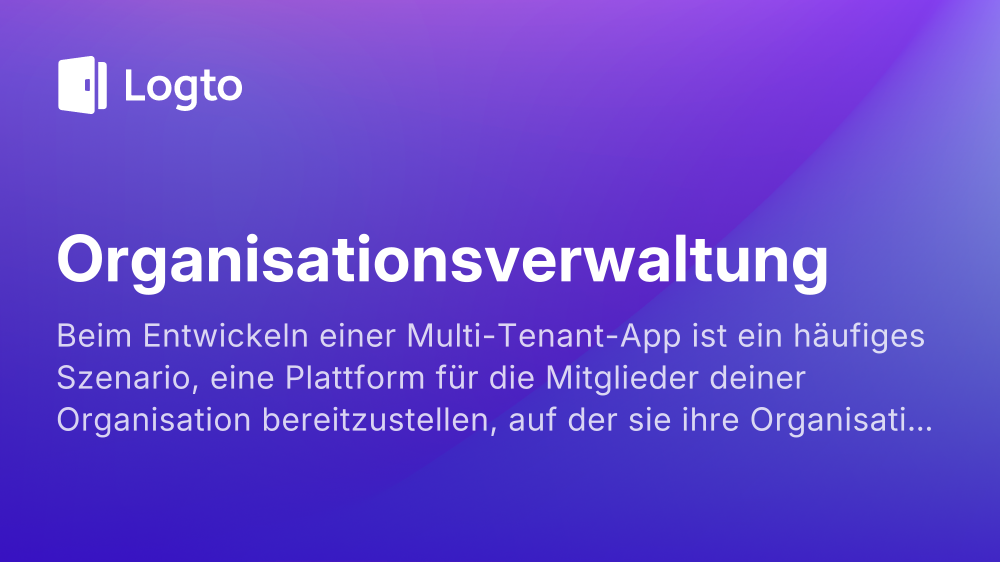 Logto
Organisationsverwaltung
Beim Entwickeln einer Multi-Tenant-App ist ein häufiges
Szenario, eine Plattform für die Mitglieder deiner
Organisation bereitzustellen, auf der sie ihre Organisati...